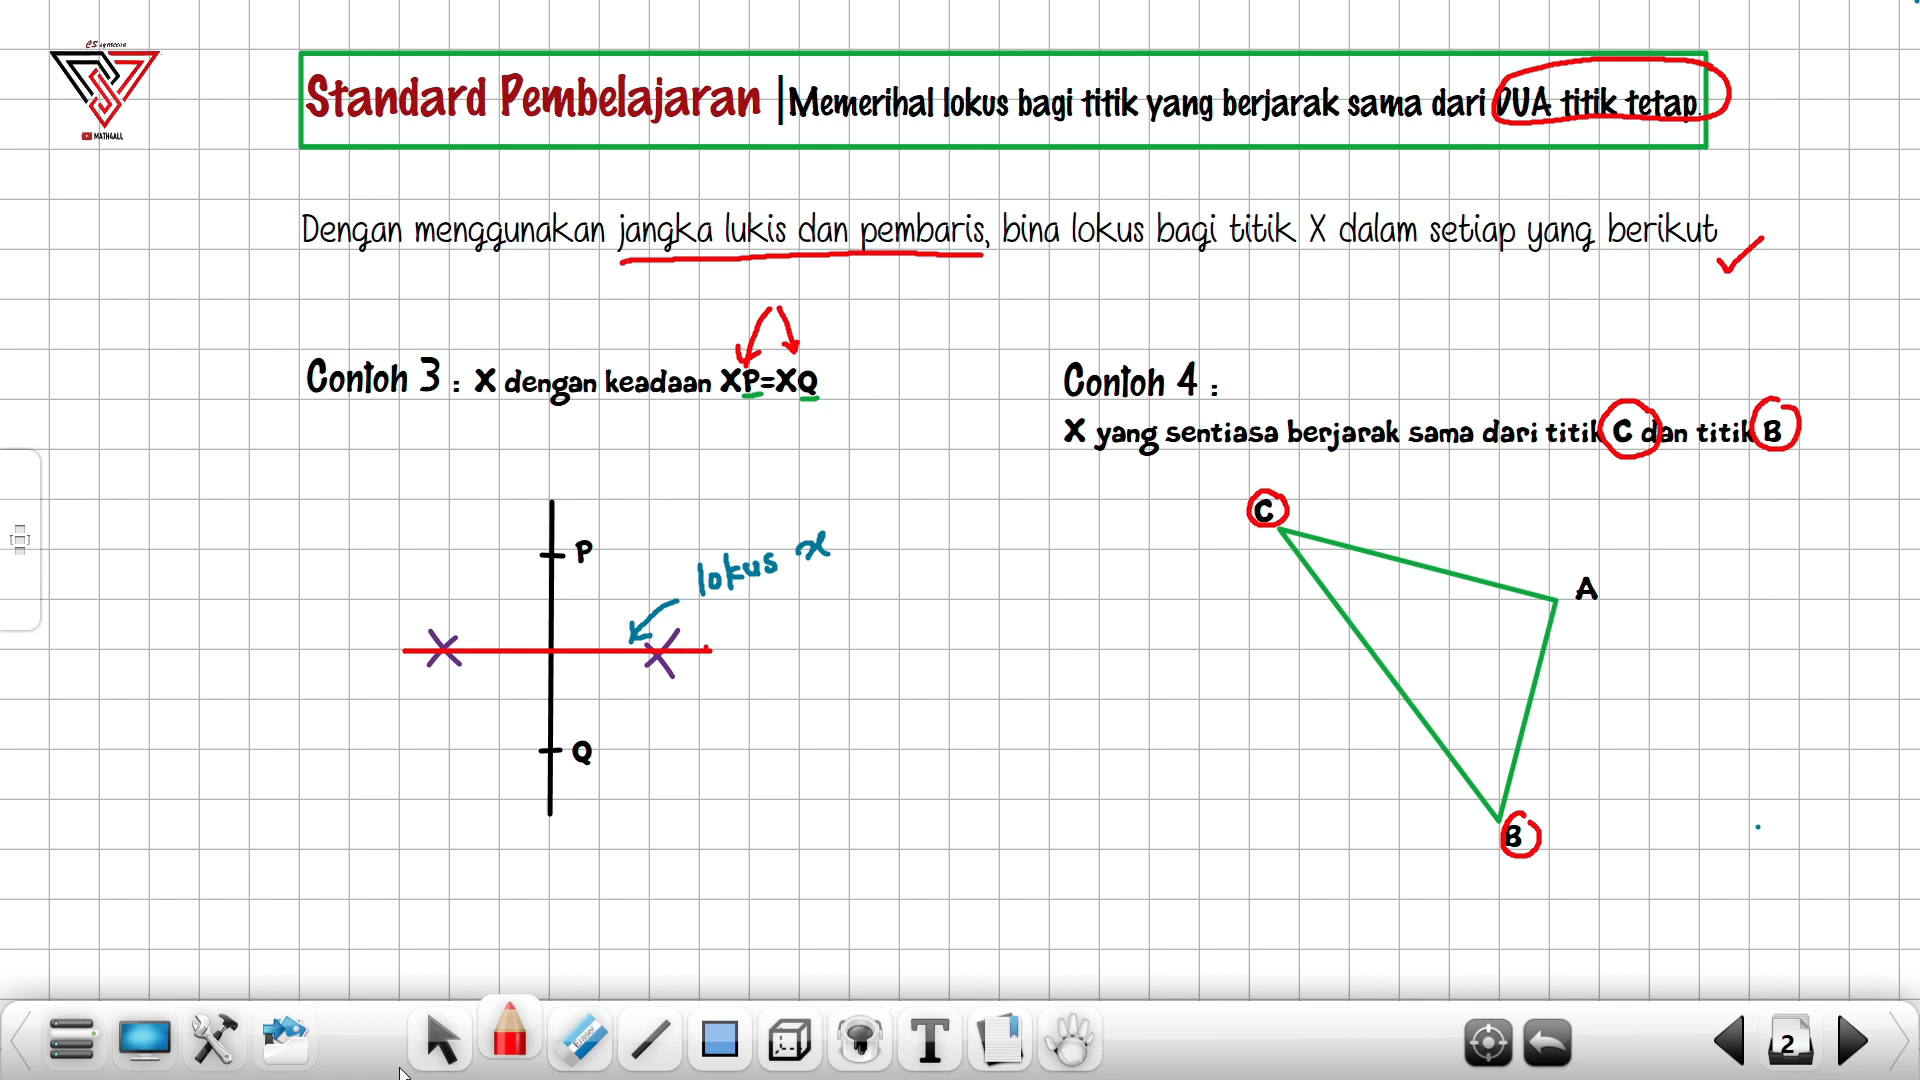 MATH4ALL
Standard Pembelajaran | Memerihal lokus bagi titik yang berjarak sama dari DUA titik tetap
Dengan menggunakan jangka lukis dan pembaris, bina lokus bagi titik X dalam setiap yang berikut
Contoh 3 : X dengan keadaan XP=XQ
P
lokus x
Q
Contoh 4 :
X yang sentiasa berjarak sama dari titik C dan titik B
C
A
B
Eraser
T
2